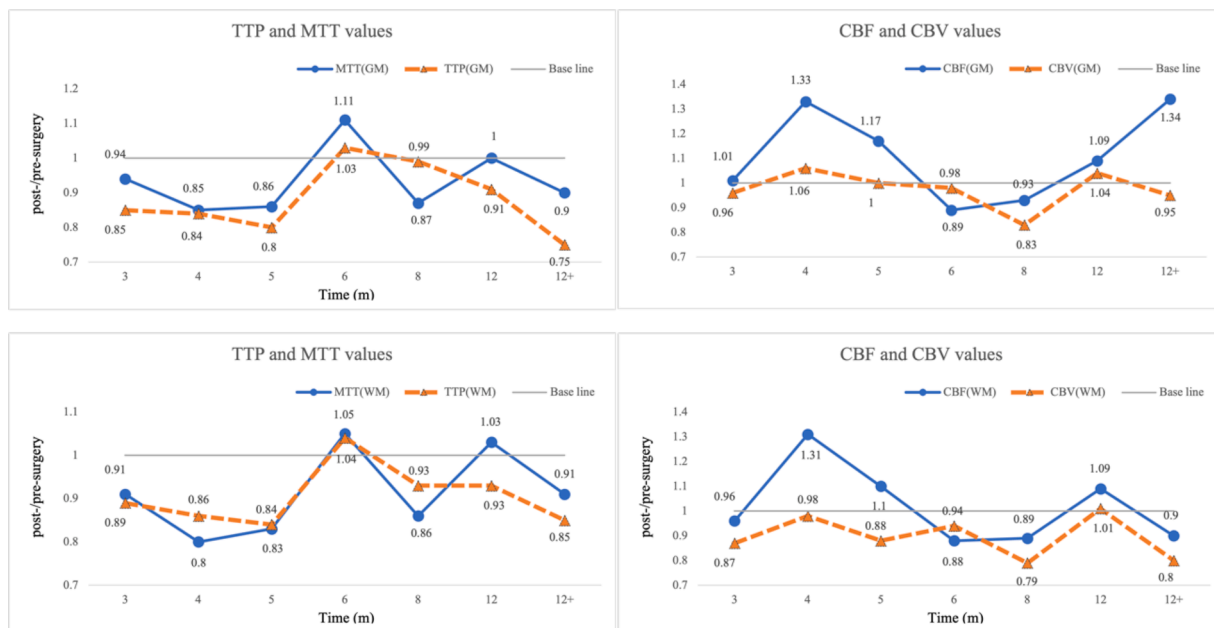 TTP and MTT values
MTT(GM) TTP(GM) Base line
post-/pre-surgery
1.2
1.1
1
0.9
0.8
0.7
0.94 0.85 0.86 1.11 0.87 1 0.9
0.85 0.84 0.8 1.03 0.99 0.91 0.75
3 4 5 6 8 12 12+
Time (m)
CBF and CBV values
CBF(GM) CBV(GM) Base line
1.4
1.3
1.2
1.1
1
0.9
0.8
0.7
1.01 1.33 1.17 0.89 0.93 1.09 1.34
0.96 1.06 1 0.98 0.83 1.04 0.95
3 4 5 6 8 12 12+
TTP and MTT values
MTT(WM) TTP(WM) Base line
post-/pre-surgery
1.1
1
0.9
0.8
0.7
0.91 0.8 0.83 1.05 0.86 1.03 0.91
0.89 0.86 0.84 1.04 0.93 0.93 0.85
3 4 5 6 8 12 12+
Time (m)
CBF and CBV values
CBF(WM) CBV(WM) Base line
post-/pre-surgery
1.4
1.3
1.2
1.1
1
0.9
0.8
0.7
0.96 1.31 1.1 0.88 0.89 1.09 0.9
0.87 0.98 0.88 0.94 0.79 1.01 0.8
3 4 5 6 8 12 12+
Time (m)